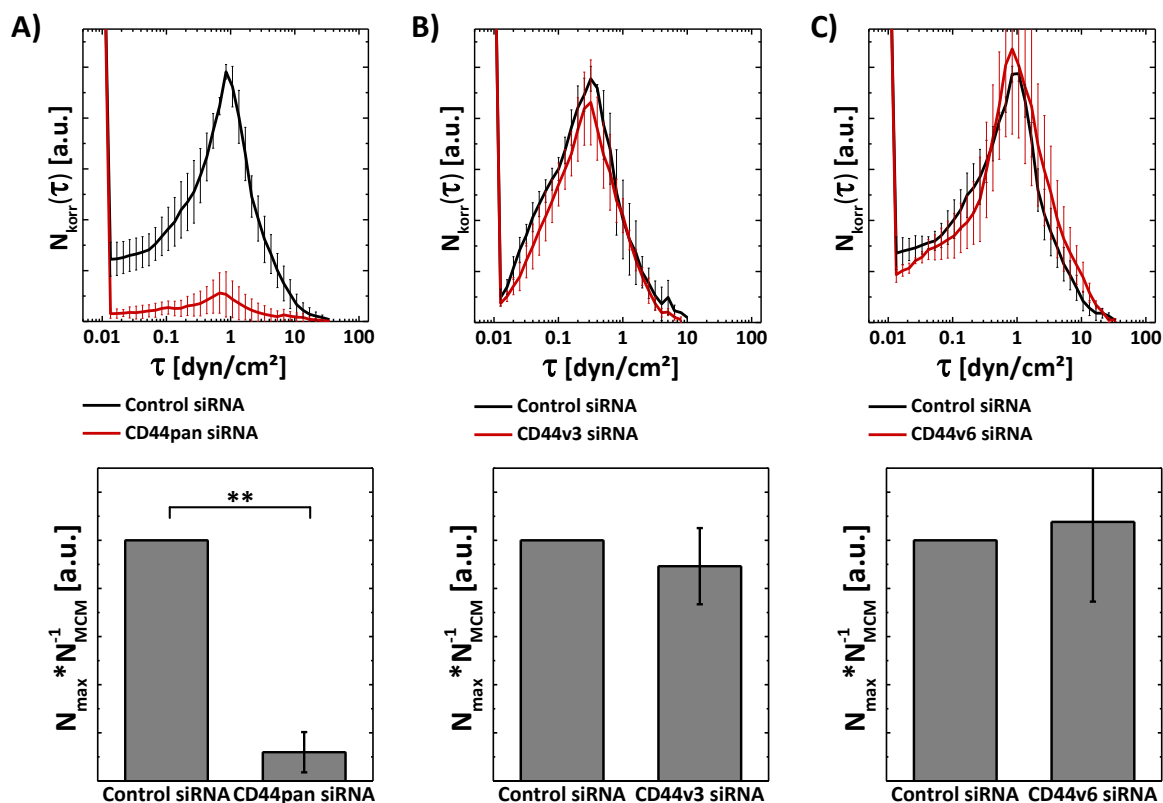 A)
N_korr(τ) [a.u.]
0.01 0.1 1 10 100
τ [dyn/cm²]
Control siRNA
CD44pan siRNA
B)
N_korr(τ) [a.u.]
0.01 0.1 1 10 100
τ [dyn/cm²]
Control siRNA
CD44v3 siRNA
C)
N_korr(τ) [a.u.]
0.01 0.1 1 10 100
τ [dyn/cm²]
Control siRNA
CD44v6 siRNA
N_max *N_MCM^-1 [a.u.]
**
Control siRNA CD44pan siRNA
N_max *N_MCM^-1 [a.u.]
Control siRNA CD44v3 siRNA
N_max *N_MCM^-1 [a.u.]
Control siRNA CD44v6 siRNA